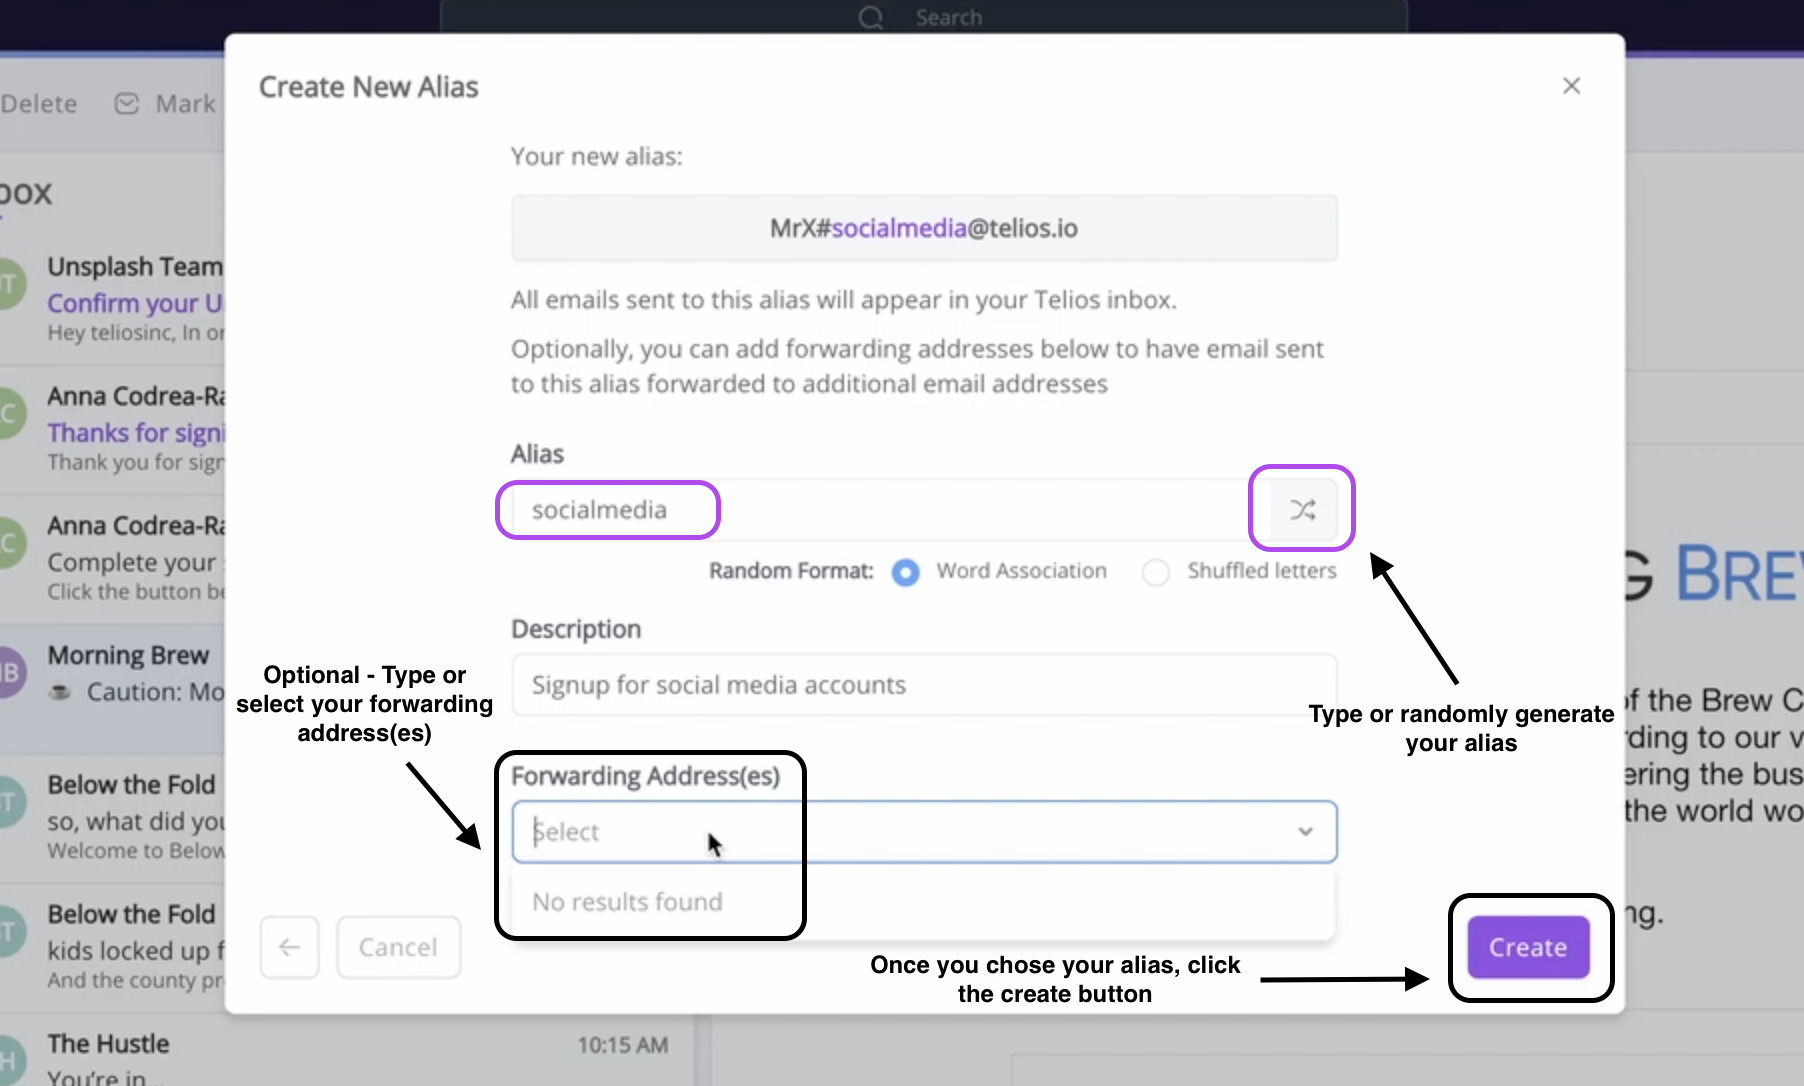 Search
Delete
Mark
Create New Alias
Your new alias:
MrX#socialmedia@telios.io
All emails sent to this alias will appear in your Telios inbox.
Optionally, you can add forwarding addresses below to have email sent
to this alias forwarded to additional email addresses
Alias
socialmedia
Random Format:
Word Association
Shuffled letters
Description
Signup for social media accounts
Forwarding Address(es)
Select
No results found
Cancel
Create
Optional - Type or
select your forwarding
address(es)
Type or randomly generate
your alias
Once you chose your alias, click
the create button
box
Unsplash Team
Confirm your U
Hey teliosinc, In or
Anna Codrea-Ra
Thanks for signi
Thank you for sign
Anna Codrea-Ra
Complete your
Click the button be
Morning Brew
Caution: Mo
Below the Fold
so, what did you
Welcome to Below
Below the Fold
kids locked up f
And the county pr
The Hustle
10:15 AM
You're in...
G BREW
of the Brew C
rding to our v
ering the bus
the world wo
ng.